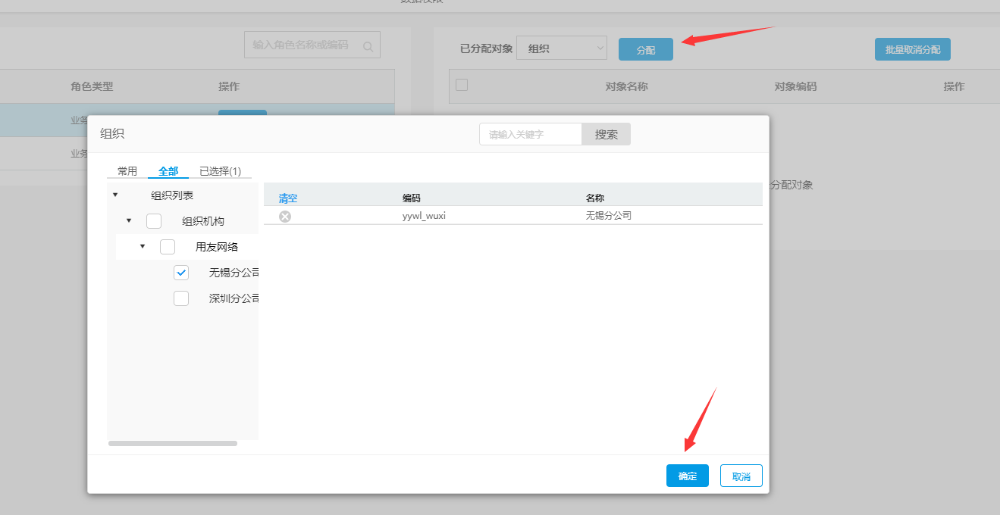 数据权限
输入角色名称或编码
已分配对象 组织 分配 批量取消分配
角色类型 操作
对象名称 对象编码 操作
业务
业务
分配对象
组织
请输入关键字 搜索
常用 全部 已选择(1)
组织列表
组织机构
用友网络
无锡分公司
深圳分公司
清空 编码 名称
yywl_wuxi 无锡分公司
确定 取消